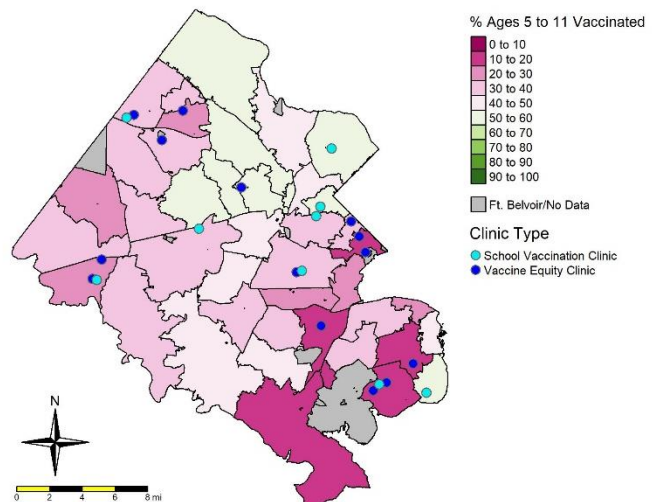 % Ages 5 to 11 Vaccinated
0 to 10
10 to 20
20 to 30
30 to 40
40 to 50
50 to 60
60 to 70
70 to 80
80 to 90
90 to 100
Ft. Belvoir/No Data
Clinic Type
School Vaccination Clinic
Vaccine Equity Clinic
N
0 2 4 6 8 mi